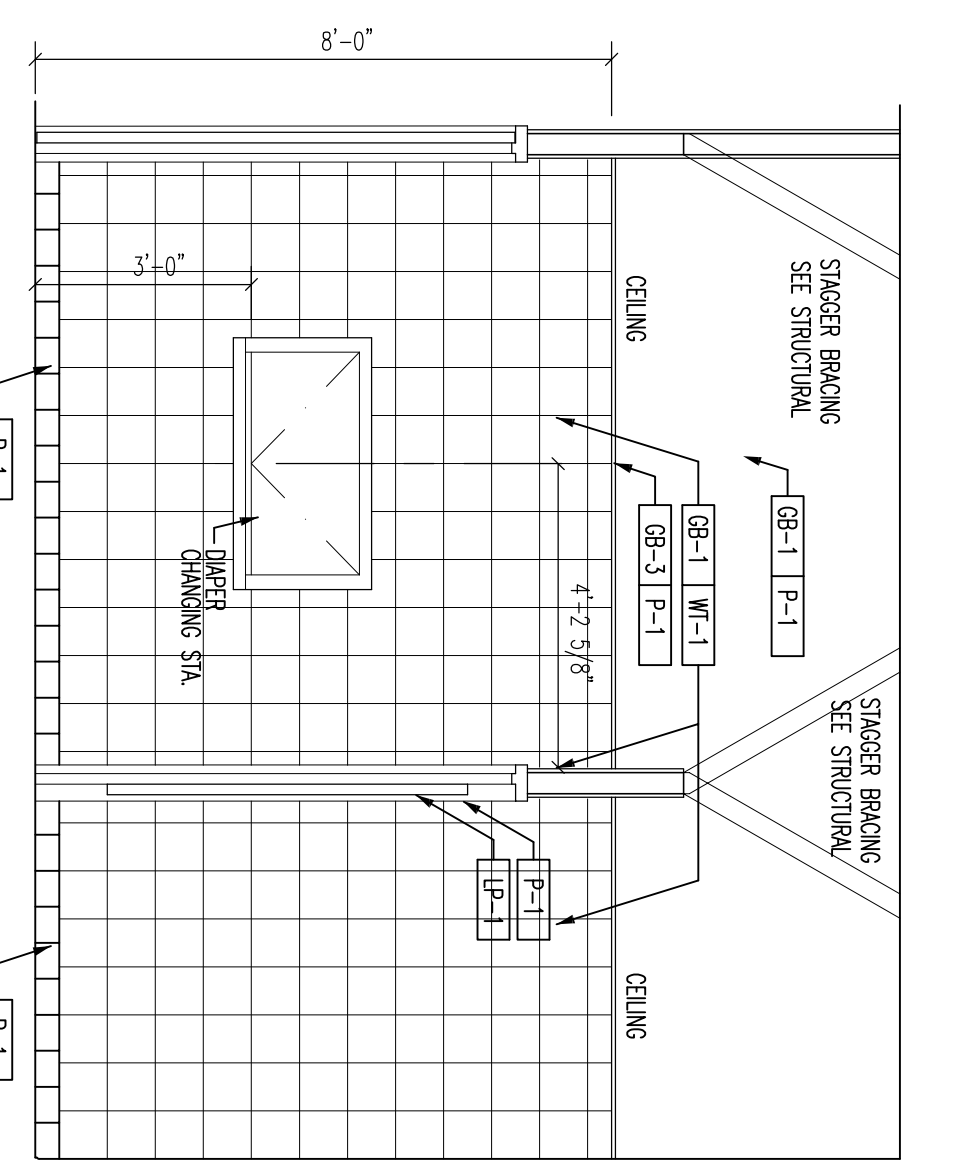 8'-0"
3'-0"
CEILING
STAGGER BRACING
SEE STRUCTURAL
GB-1 P-1
GB-1 WT-1
GB-3 P-1
4'-2 5/8"
DIAPER
CHANGING STA.
STAGGER BRACING
SEE STRUCTURAL
P-1
LP-1
CEILING